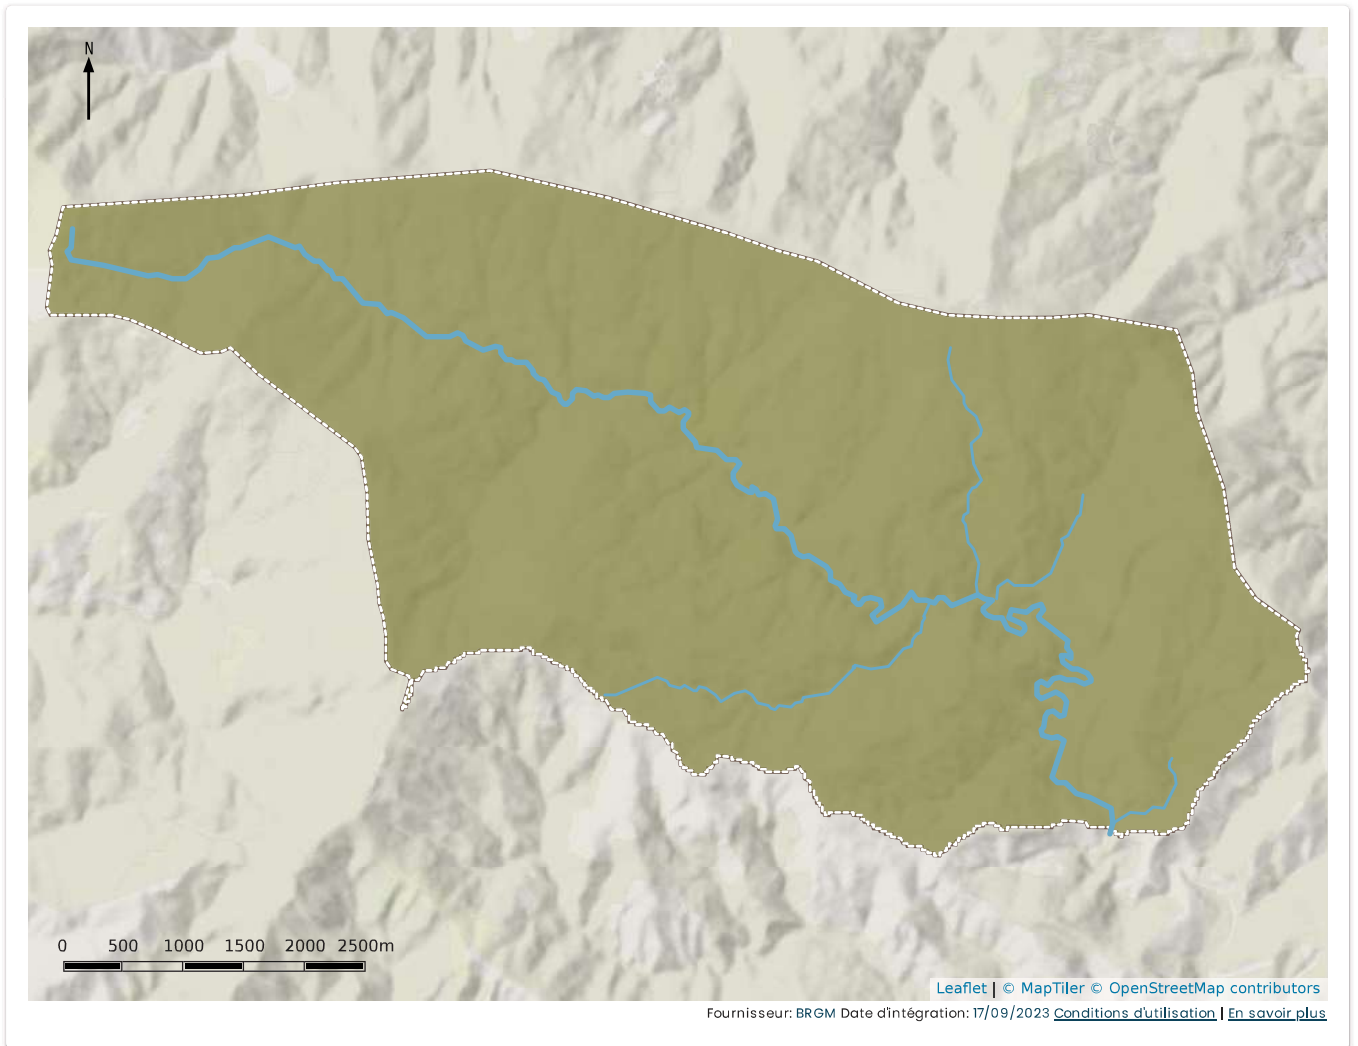 N
0 500 1000 1500 2000 2500m
Leaflet | © MapTiler © OpenStreetMap contributors
Fournisseur: BRGM Date d'intégration: 17/09/2023 Conditions d'utilisation | En savoir plus